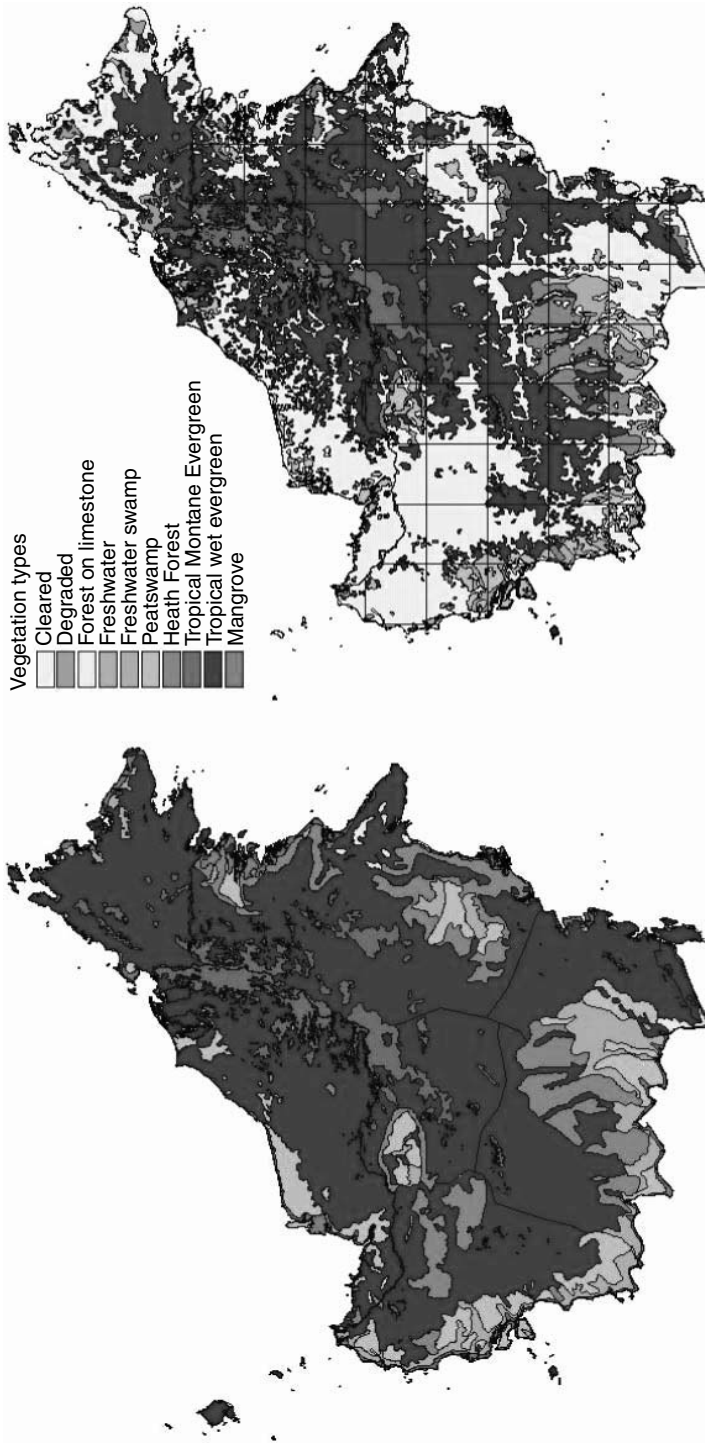 Vegetation types
Cleared
Degraded
Forest on limestone
Freshwater
Freshwater swamp
Peatswamp
Heath Forest
Tropical Montane Evergreen
Tropical wet evergreen
Mangrove